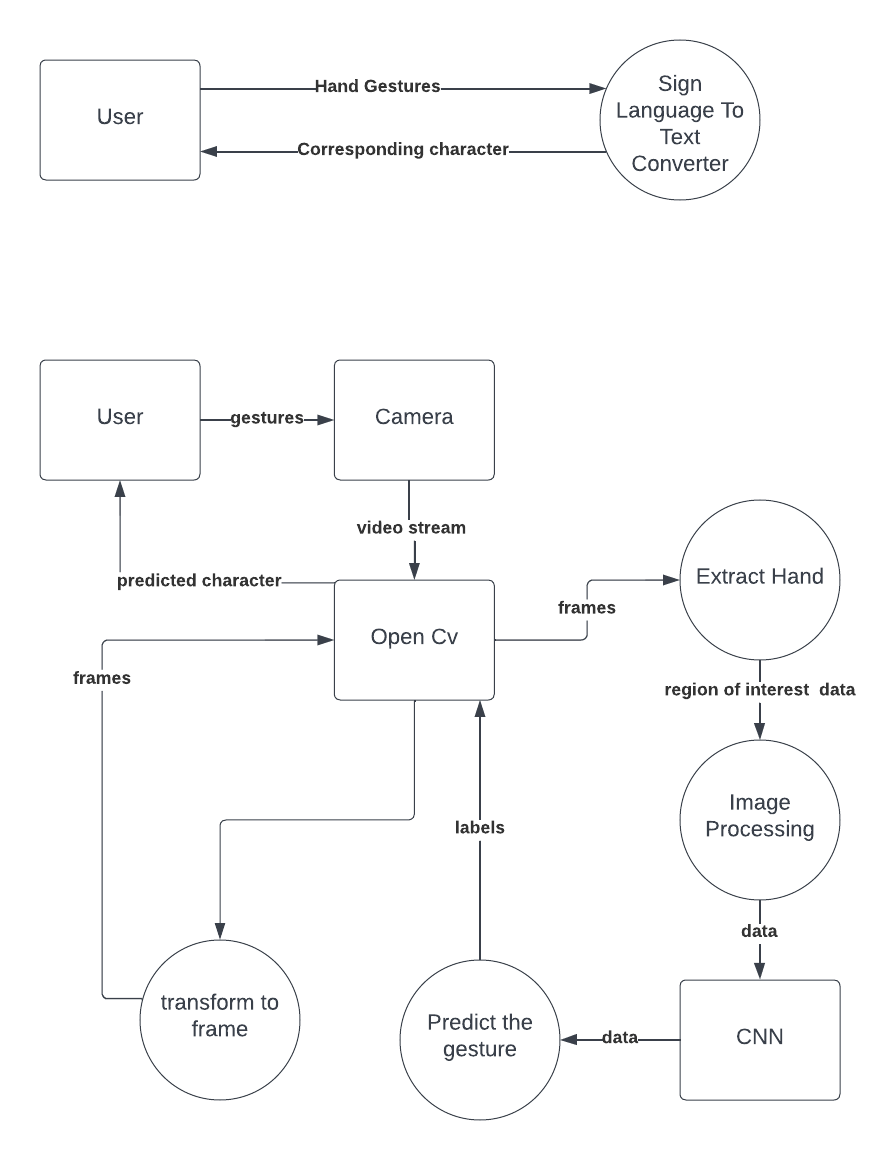 User
Hand Gestures
Sign
Language To
Text
Converter
Corresponding character
User
gestures
Camera
video stream
predicted character
Open Cv
frames
Extract Hand
frames
region of interest  data
Image
Processing
labels
data
transform to
frame
Predict the
gesture
data
CNN